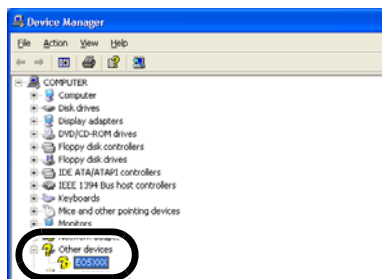 Device Manager
File Action View Help
COMPUTER
Computer
Disk drives
Display adapters
DVD/CD-ROM drives
Floppy disk controllers
Floppy disk drives
IDE ATA/ATAPI controllers
IEEE 1394 Bus host controllers
Keyboards
Mice and other pointing devices
Monitors
Other devices
EOSXXX